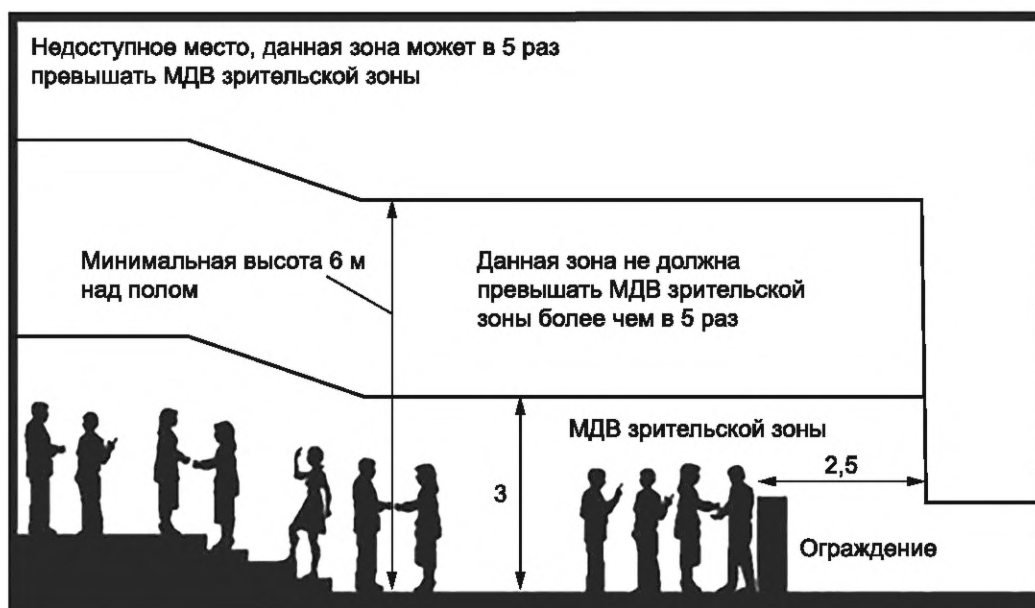 Недоступное место, данная зона может в 5 раз
превышать МДВ зрительской зоны
Минимальная высота 6 м
над полом
Данная зона не должна
превышать МДВ зрительской
зоны более чем в 5 раз
МДВ зрительской зоны
2,5
3
Ограждение